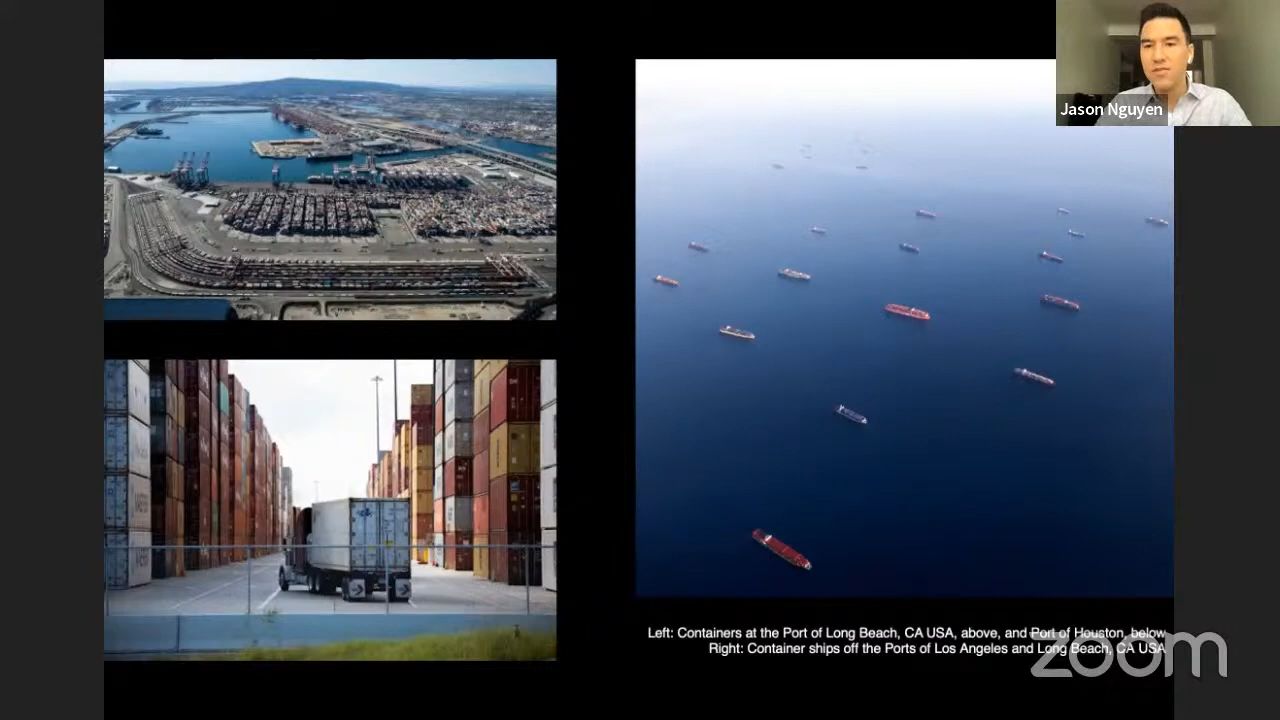 Jason Nguyen
Left: Containers at the Port of Long Beach, CA USA, above, and Port of Houston, below
Right: Container ships off the Ports of Los Angeles and Long Beach, CA USA
zoom